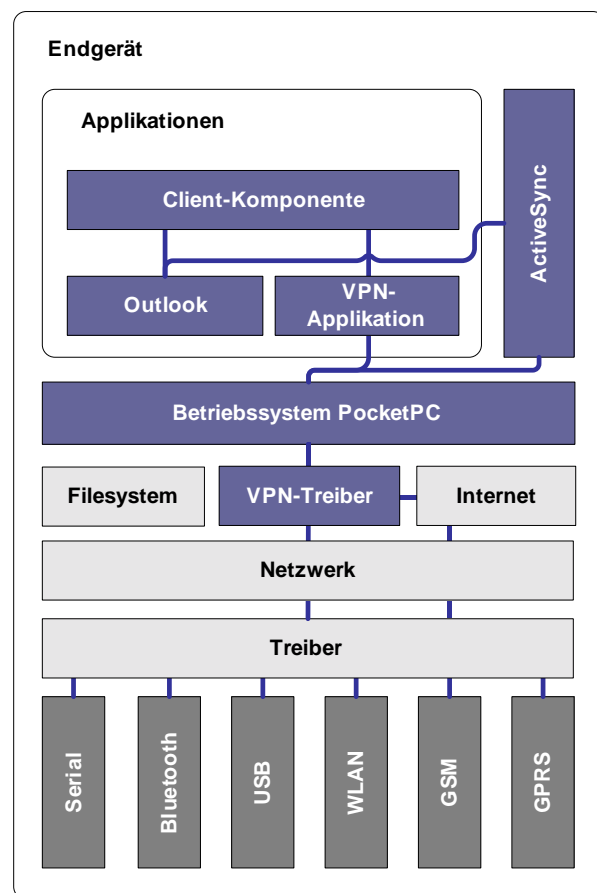 Endgerät
Applikationen
Client-Komponente
ActiveSync
Outlook
VPN-
Applikation
Betriebssystem PocketPC
Filesystem
VPN-Treiber
Internet
Netzwerk
Treiber
Serial
Bluetooth
USB
WLAN
GSM
GPRS